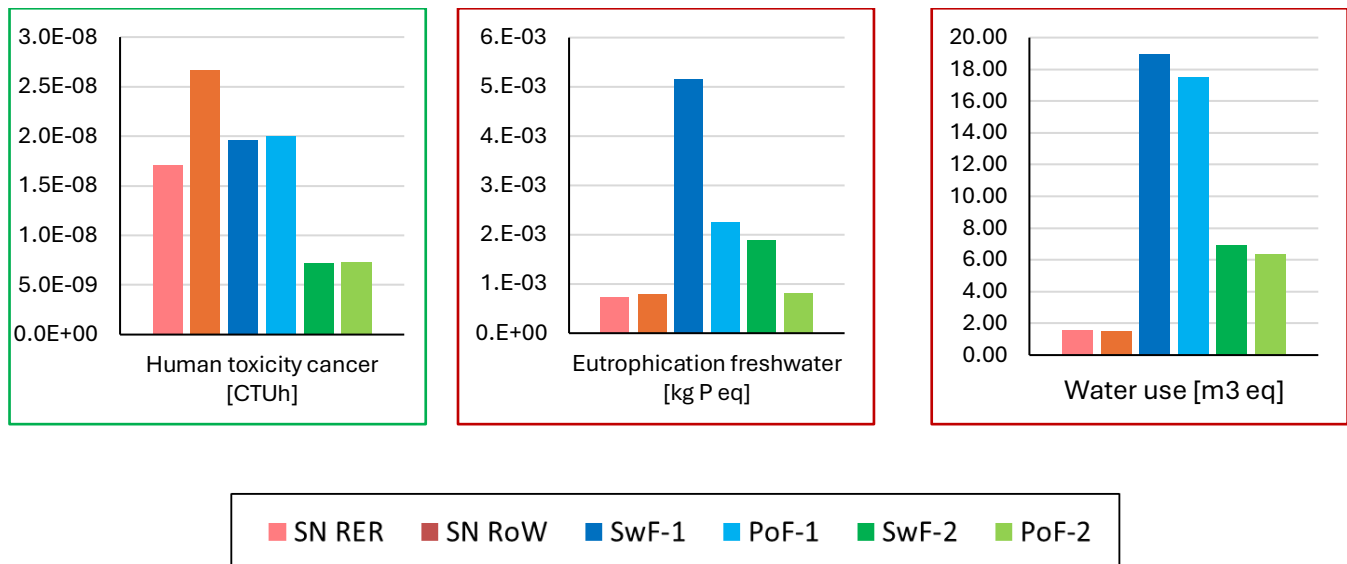 3.0E-08
2.5E-08
2.0E-08
1.5E-08
1.0E-08
5.0E-09
0.0E+00
Human toxicity cancer
[CTUh]
6.E-03
5.E-03
4.E-03
3.E-03
2.E-03
1.E-03
0.E+00
Eutrophication freshwater
[kg P eq]
20.00
18.00
16.00
14.00
12.00
10.00
8.00
6.00
4.00
2.00
0.00
Water use [m3 eq]
SN RER SN RoW SwF-1 PoF-1 SwF-2 PoF-2